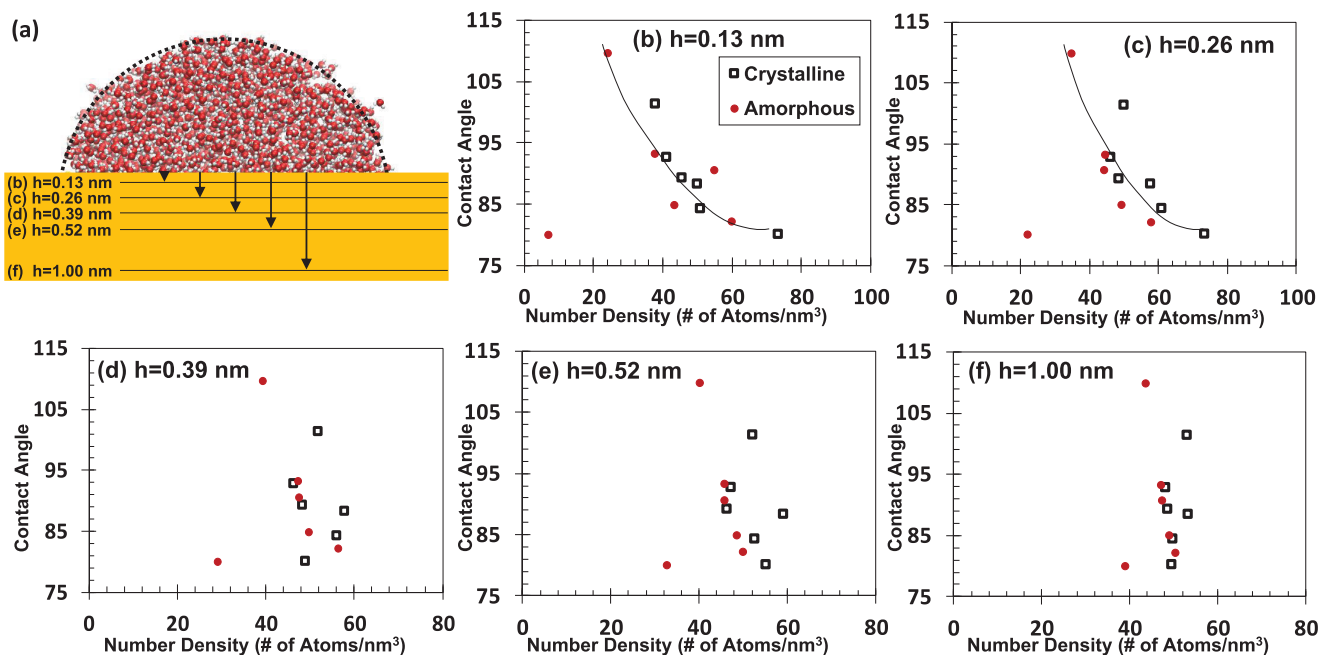 (a)
(b) h=0.13 nm
(c) h=0.26 nm
(d) h=0.39 nm
(e) h=0.52 nm
(f) h=1.00 nm
(b) h=0.13 nm
Crystalline
Amorphous
Contact Angle
115
105
95
85
75
0 20 40 60 80 100
Number Density (# of Atoms/nm³)
(c) h=0.26 nm
Contact Angle
115
105
95
85
75
0 20 40 60 80 100
Number Density (# of Atoms/nm³)
(d) h=0.39 nm
Contact Angle
115
105
95
85
75
0 20 40 60 80
Number Density (# of Atoms/nm³)
(e) h=0.52 nm
Contact Angle
115
105
95
85
75
0 20 40 60 80
Number Density (# of Atoms/nm³)
(f) h=1.00 nm
Contact Angle
115
105
95
85
75
0 20 40 60 80
Number Density (# of Atoms/nm³)